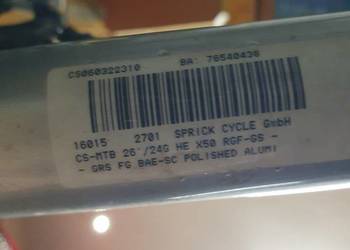 CS060922310 BA: 76540436
16015 2701 SPRICK CYCLE GmbH
CS-MTB 26"/24G HE X50 RGF-GS -
- GRS FG BAE-SC POLISHED ALUMI